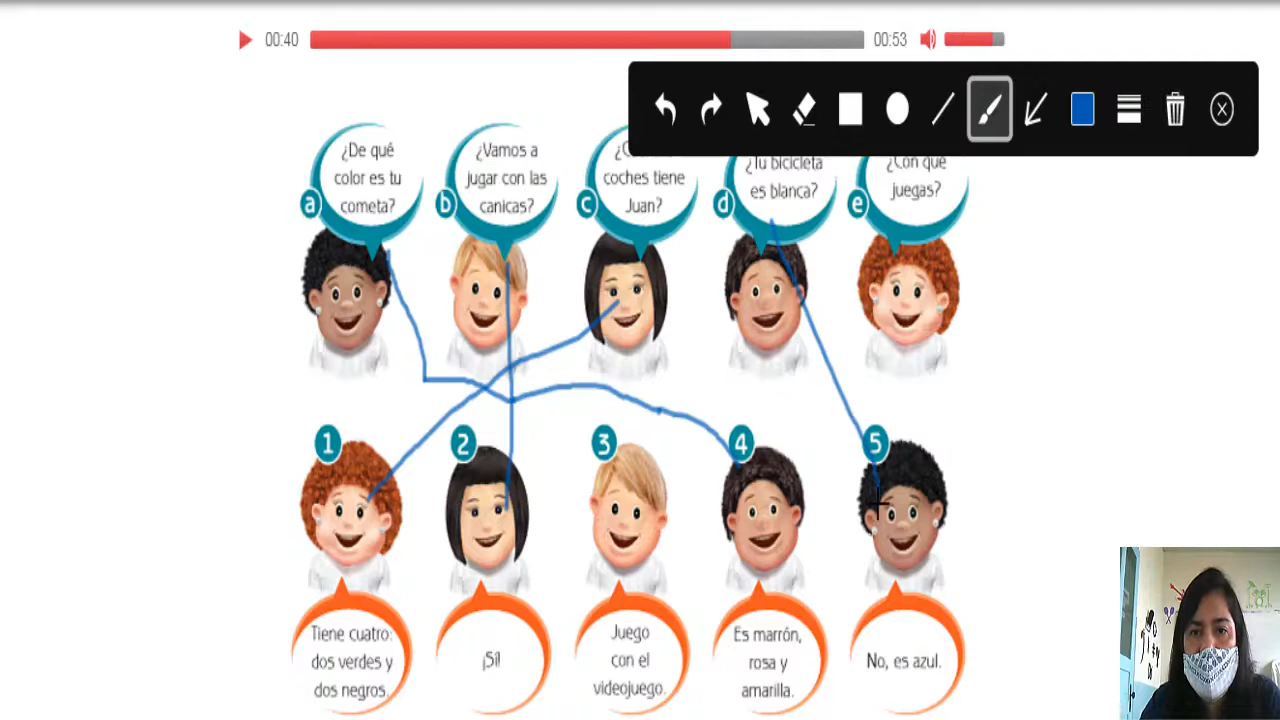 00:40
00:53
a
¿De qué
color es tu
cometa?
b
¿Vamos a
jugar con las
canicas?
c
coches tiene
Juan?
d
¿Tu bicicleta
es blanca?
e
¿Con qué
juegas?
1
2
3
4
5
Tiene cuatro:
dos verdes y
dos negros.
¡Sí!
Juego
con el
videojuego.
Es marrón,
rosa y
amarilla.
No, es azul.